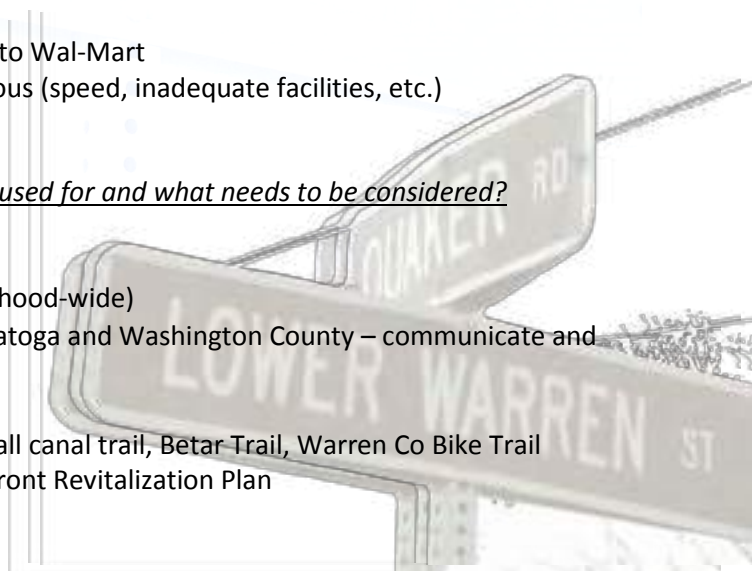 to Wal-Mart
ous (speed, inadequate facilities, etc.)
used for and what needs to be considered?
QUAKER RD
hood-wide)
atoga and Washington County – communicate and
LOWER WARREN ST
all canal trail, Betar Trail, Warren Co Bike Trail
ront Revitalization Plan